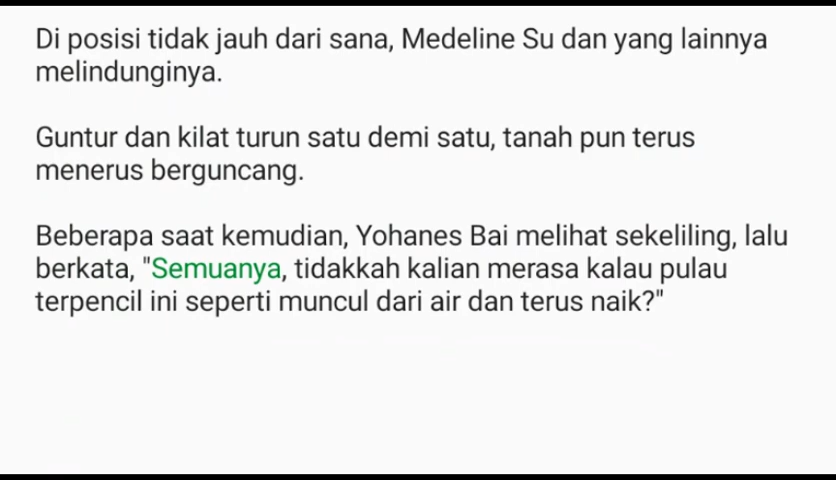 Di posisi tidak jauh dari sana, Medeline Su dan yang lainnya
melindunginya.
Guntur dan kilat turun satu demi satu, tanah pun terus
menerus berguncang.
Beberapa saat kemudian, Yohanes Bai melihat sekeliling, lalu
berkata, "Semuanya, tidakkah kalian merasa kalau pulau
terpencil ini seperti muncul dari air dan terus naik?"